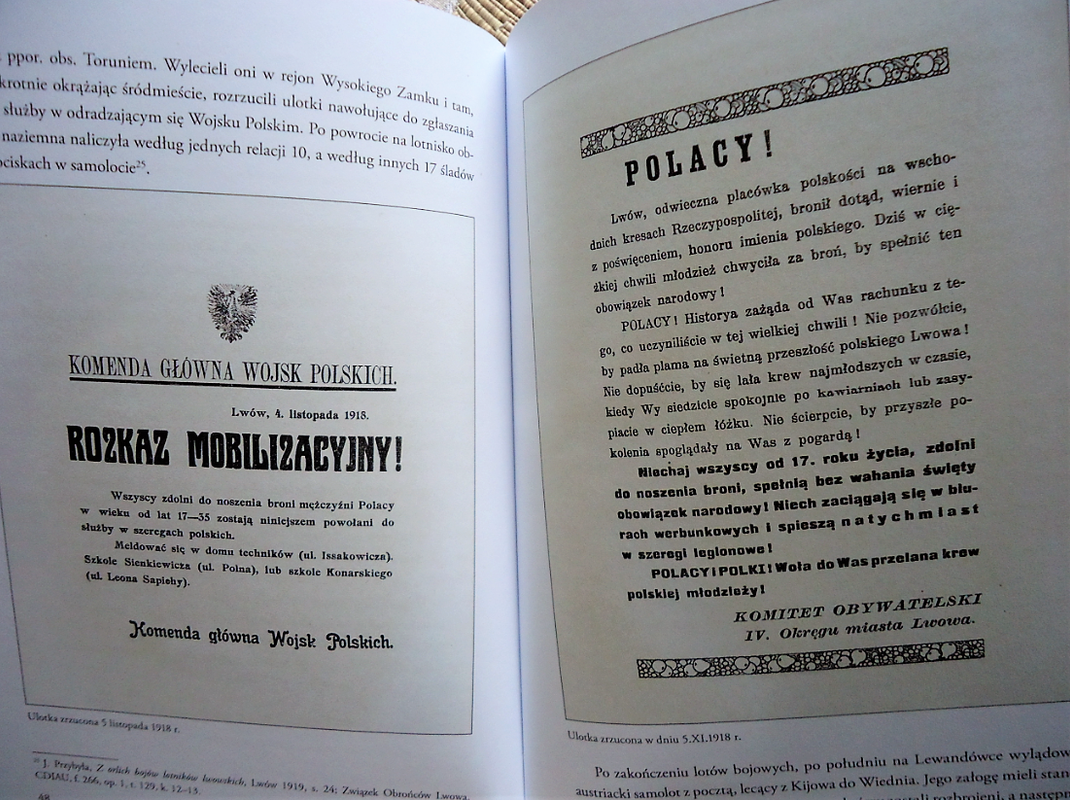 ppor. obs. Toruniem. Wylecieli oni w rejon Wysokiego Zamku i tam,
krotnie okrążając śródmieście, rozrzucili ulotki nawołujące do zgłaszania
służby w odradzającym się Wojsku Polskim. Po powrocie na lotnisko ob-
naziemna naliczyła według jednych relacji 10, a według innych 17 śladów
ociskach w samolocie²⁵.
KOMENDA GŁÓWNA WOJSK POLSKICH.
Lwów, 4. listopada 1918.
ROZKAZ MOBILIZACYJNY!
Wszyscy zdolni do noszenia broni mężczyźni Polacy
w wieku od lat 17—35 zostają niniejszem powołani do
służby w szeregach polskich.
Meldować się w domu techników (ul. Issakowicza).
Szkole Sienkiewicza (ul. Polna), lub szkole Konarskiego
(ul. Leona Sapiehy).
Komenda główna Wojsk Polskich.
Ulotka zrzucona 5 listopada 1918 r.
²⁵ J. Przybyła, Z orlich bojów lotników lwowskich, Lwów 1919, s. 24; Związek Obrońców Lwowa,
CDIAU, f. 266, op. 1, t. 129, k. 12–13.
48
POLACY!
Lwów, odwieczna placówka polskości na wscho-
dnich kresach Rzeczypospolitej, bronił dotąd, wiernie i
z poświęceniem, honoru imienia polskiego. Dziś w cię-
żkiej chwili młodzież chwyciła za broń, by spełnić ten
obowiązek narodowy!
POLACY! Historya zażąda od Was rachunku z te-
go, co uczyniliście w tej wielkiej chwili! Nie pozwólcie,
by padła plama na świetną przeszłość polskiego Lwowa!
Nie dopuśćcie, by się lała krew najmłodszych w czasie,
kiedy Wy siedzicie spokojnie po kawiarniach lub zasy-
piacie w ciepłem łóżku. Nie ścierpcie, by przyszłe po-
kolenia spoglądały na Was z pogardą!
Niechaj wszyscy od 17. roku życia, zdolni
do noszenia broni, spełnią bez wahania święty
obowiązek narodowy! Niech zaciągają się w biu-
rach werbunkowych i spieszą natychmiast
w szeregi legionowe!
POLACY i POLKI! Woła do Was przelana krew
polskiej młodzieży!
KOMITET OBYWATELSKI
IV. Okręgu miasta Lwowa.
Ulotka zrzucona w dniu 5.XI.1918 r.
Po zakończeniu lotów bojowych, po południu na Lewandówce wylądow
austriacki samolot z pocztą, lecący z Kijowa do Wiednia. Jego załogę mieli stan
zostali rozbrojeni, a następn